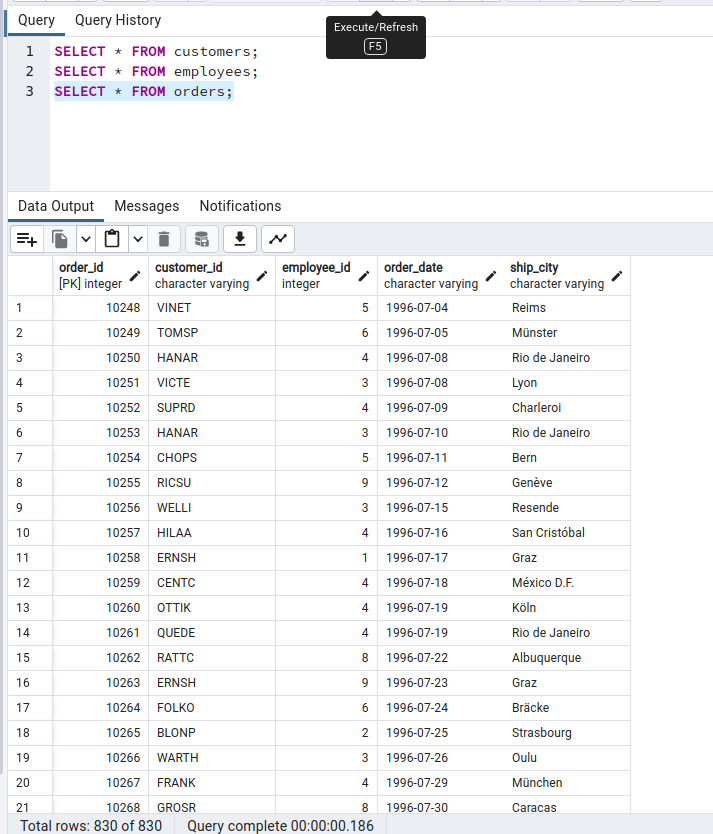 Query Query History
Execute/Refresh
F5
1 SELECT * FROM customers;
2 SELECT * FROM employees;
3 SELECT * FROM orders;
Data Output Messages Notifications
order_id customer_id employee_id order_date ship_city
[PK] integer character varying integer character varying character varying
1 10248 VINET 5 1996-07-04 Reims
2 10249 TOMSP 6 1996-07-05 Münster
3 10250 HANAR 4 1996-07-08 Rio de Janeiro
4 10251 VICTE 3 1996-07-08 Lyon
5 10252 SUPRD 4 1996-07-09 Charleroi
6 10253 HANAR 3 1996-07-10 Rio de Janeiro
7 10254 CHOPS 5 1996-07-11 Bern
8 10255 RICSU 9 1996-07-12 Genève
9 10256 WELLI 3 1996-07-15 Resende
10 10257 HILAA 4 1996-07-16 San Cristóbal
11 10258 ERNSH 1 1996-07-17 Graz
12 10259 CENTC 4 1996-07-18 México D.F.
13 10260 OTTIK 4 1996-07-19 Köln
14 10261 QUEDE 4 1996-07-19 Rio de Janeiro
15 10262 RATTC 8 1996-07-22 Albuquerque
16 10263 ERNSH 9 1996-07-23 Graz
17 10264 FOLKO 6 1996-07-24 Bräcke
18 10265 BLONP 2 1996-07-25 Strasbourg
19 10266 WARTH 3 1996-07-26 Oulu
20 10267 FRANK 4 1996-07-29 München
21 10268 GROSR 8 1996-07-30 Caracas
Total rows: 830 of 830 Query complete 00:00:00.186